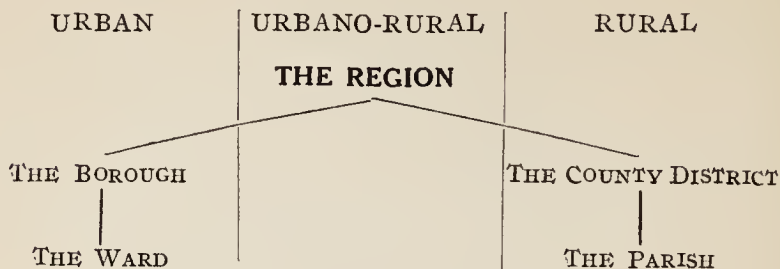 URBAN URBANO-RURAL RURAL
THE REGION
THE BOROUGH THE COUNTY DISTRICT
THE WARD THE PARISH